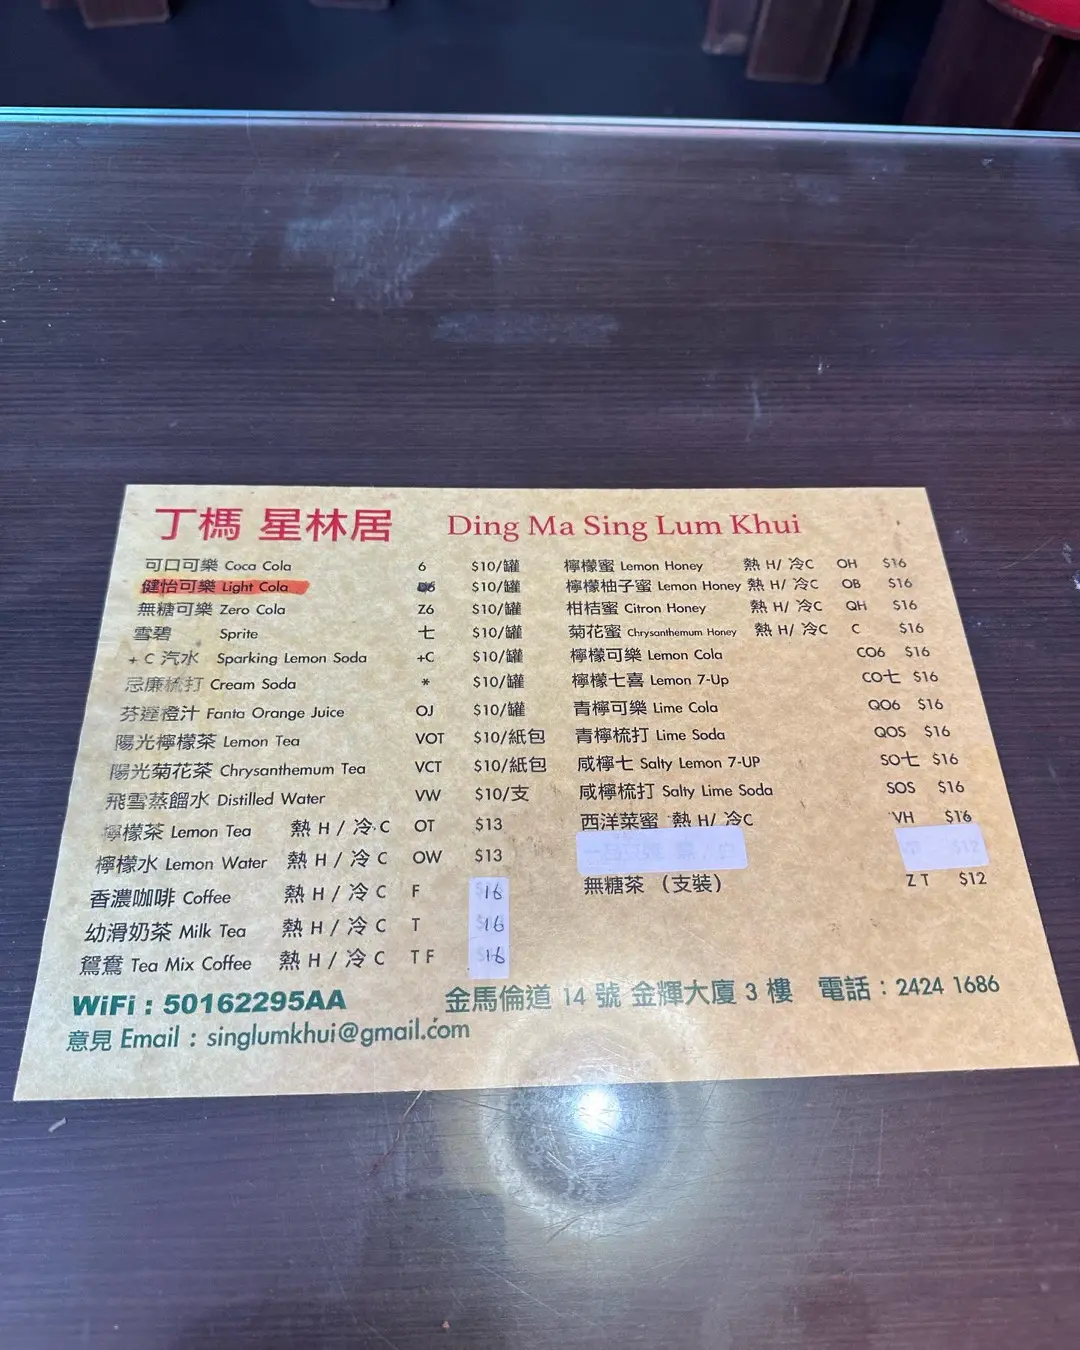 丁媽 星林居 Ding Ma Sing Lum Khui
可口可樂 Coca Cola 6 $10/罐
健怡可樂 Light Cola $10/罐
無糖可樂 Zero Cola Z6 $10/罐
雪碧 Sprite 七 $10/罐
+ C 汽水 Sparking Lemon Soda +C $10/罐
忌廉梳打 Cream Soda * $10/罐
芬達橙汁 Fanta Orange Juice OJ $10/罐
陽光檸檬茶 Lemon Tea VOT $10/紙包
陽光菊花茶 Chrysanthemum Tea VCT $10/紙包
飛雪蒸餾水 Distilled Water VW $10/支
檸檬茶 Lemon Tea 熱 H / 冷 C OT $13
檸檬水 Lemon Water 熱 H / 冷 C OW $13
香濃咖啡 Coffee 熱 H / 冷 C F $16
幼滑奶茶 Milk Tea 熱 H / 冷 C T $16
鴛鴦 Tea Mix Coffee 熱 H / 冷 C T F $16
檸檬蜜 Lemon Honey 熱 H/ 冷C OH $16
檸檬柚子蜜 Lemon Honey 熱 H/ 冷C OB $16
柑桔蜜 Citron Honey 熱 H/ 冷C QH $16
菊花蜜 Chrysanthemum Honey 熱 H/ 冷C C $16
檸檬可樂 Lemon Cola CO6 $16
檸檬七喜 Lemon 7-Up CO七 $16
青檸可樂 Lime Cola QO6 $16
青檸梳打 Lime Soda QOS $16
咸檸七 Salty Lemon 7-UP SO七 $16
咸檸梳打 Salty Lime Soda SOS $16
西洋菜蜜 熱 H/ 冷C VH $16
無糖茶 （支裝） Z T $12
WiFi : 50162295AA
意見 Email : singlumkhui@gmail.com
金馬倫道 14 號 金輝大廈 3 樓 電話 : 2424 1686